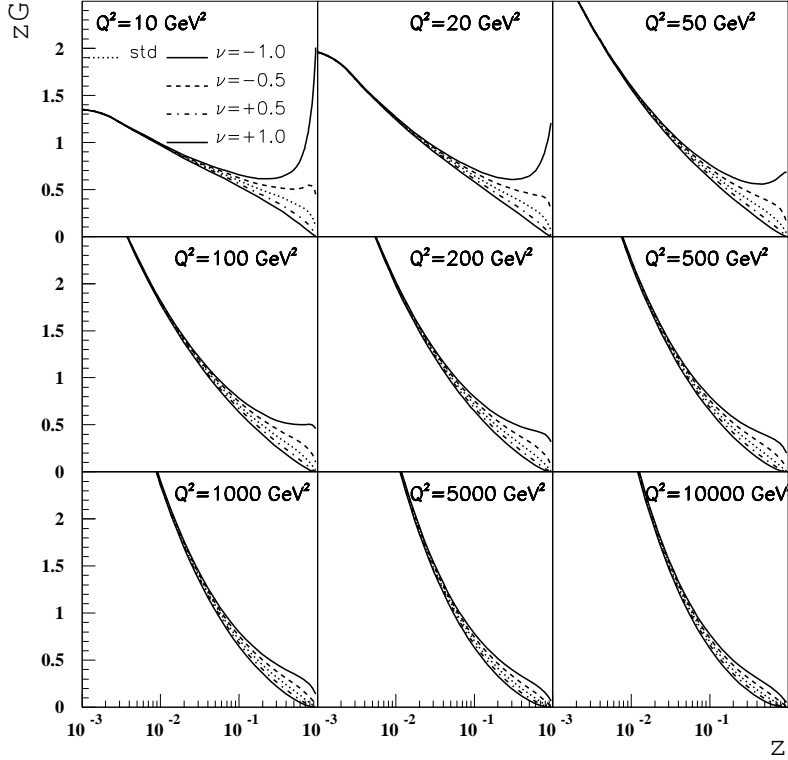 zG
Q²=10 GeV²
Q²=20 GeV²
Q²=50 GeV²
std
ν=−1.0
ν=−0.5
ν=+0.5
ν=+1.0
2
1.5
1
0.5
0
Q²=100 GeV²
Q²=200 GeV²
Q²=500 GeV²
2
1.5
1
0.5
0
Q²=1000 GeV²
Q²=5000 GeV²
Q²=10000 GeV²
2
1.5
1
0.5
0
10⁻³ 10⁻² 10⁻¹ 10⁻³ 10⁻² 10⁻¹ 10⁻³ 10⁻² 10⁻¹
z